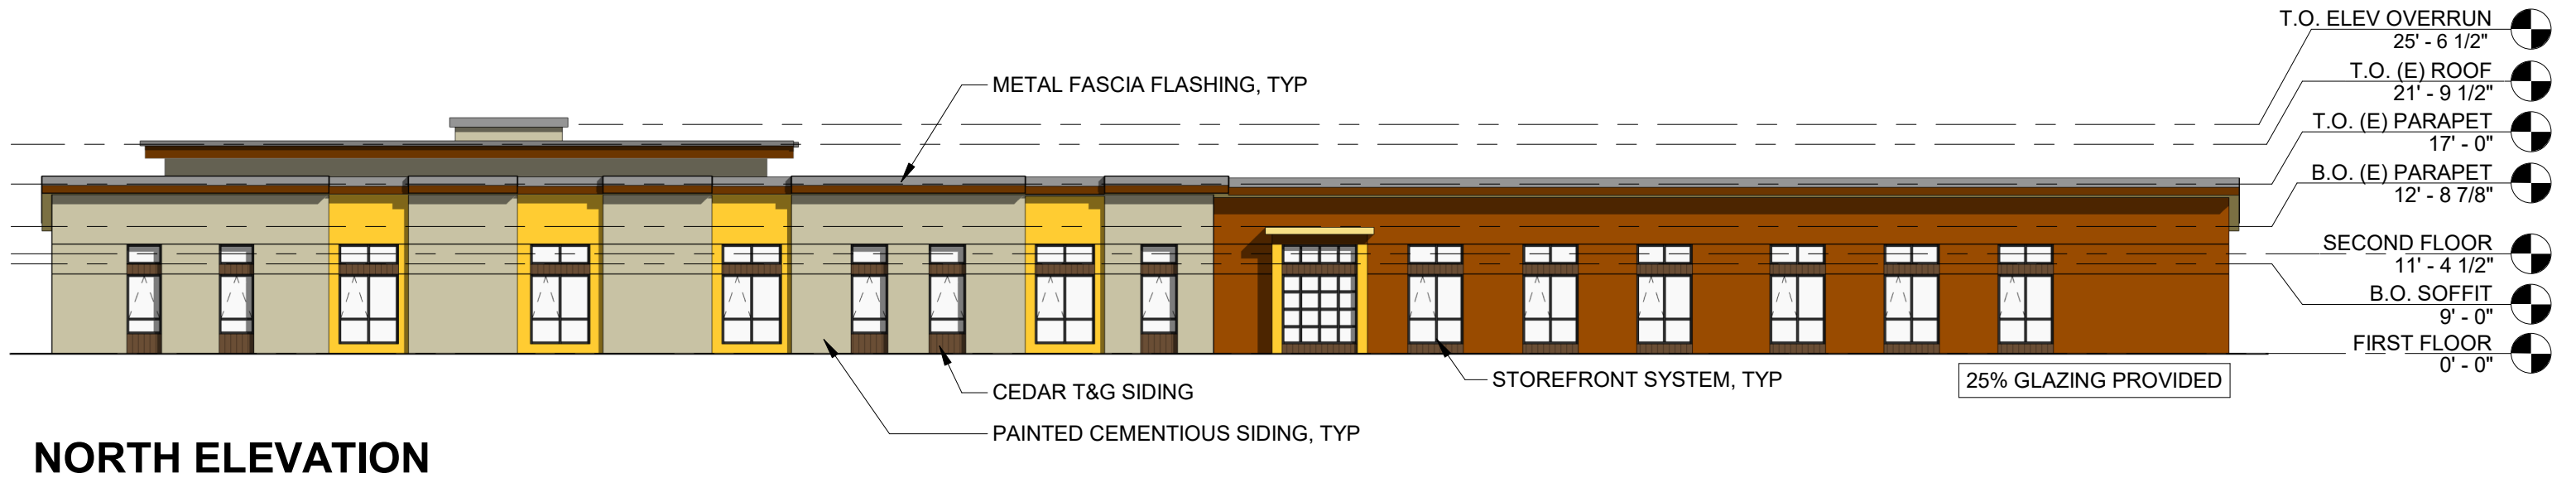 T.O. ELEV OVERRUN
25' - 6 1/2"
T.O. (E) ROOF
21' - 9 1/2"
METAL FASCIA FLASHING, TYP
T.O. (E) PARAPET
17' - 0"
B.O. (E) PARAPET
12' - 8 7/8"
SECOND FLOOR
11' - 4 1/2"
B.O. SOFFIT
9' - 0"
FIRST FLOOR
0' - 0"
STOREFRONT SYSTEM, TYP
25% GLAZING PROVIDED
CEDAR T&G SIDING
PAINTED CEMENTIOUS SIDING, TYP
NORTH ELEVATION